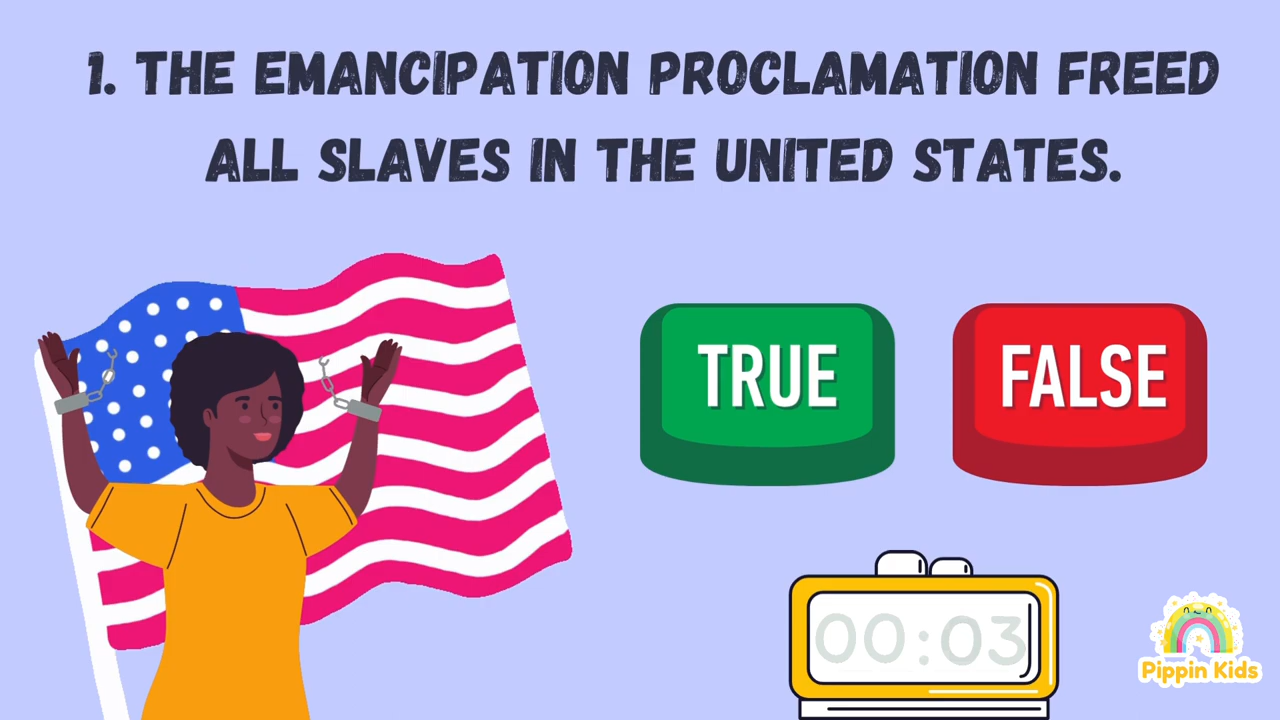 1. THE EMANCIPATION PROCLAMATION FREED
ALL SLAVES IN THE UNITED STATES.
TRUE
FALSE
00:03
Pippin Kids